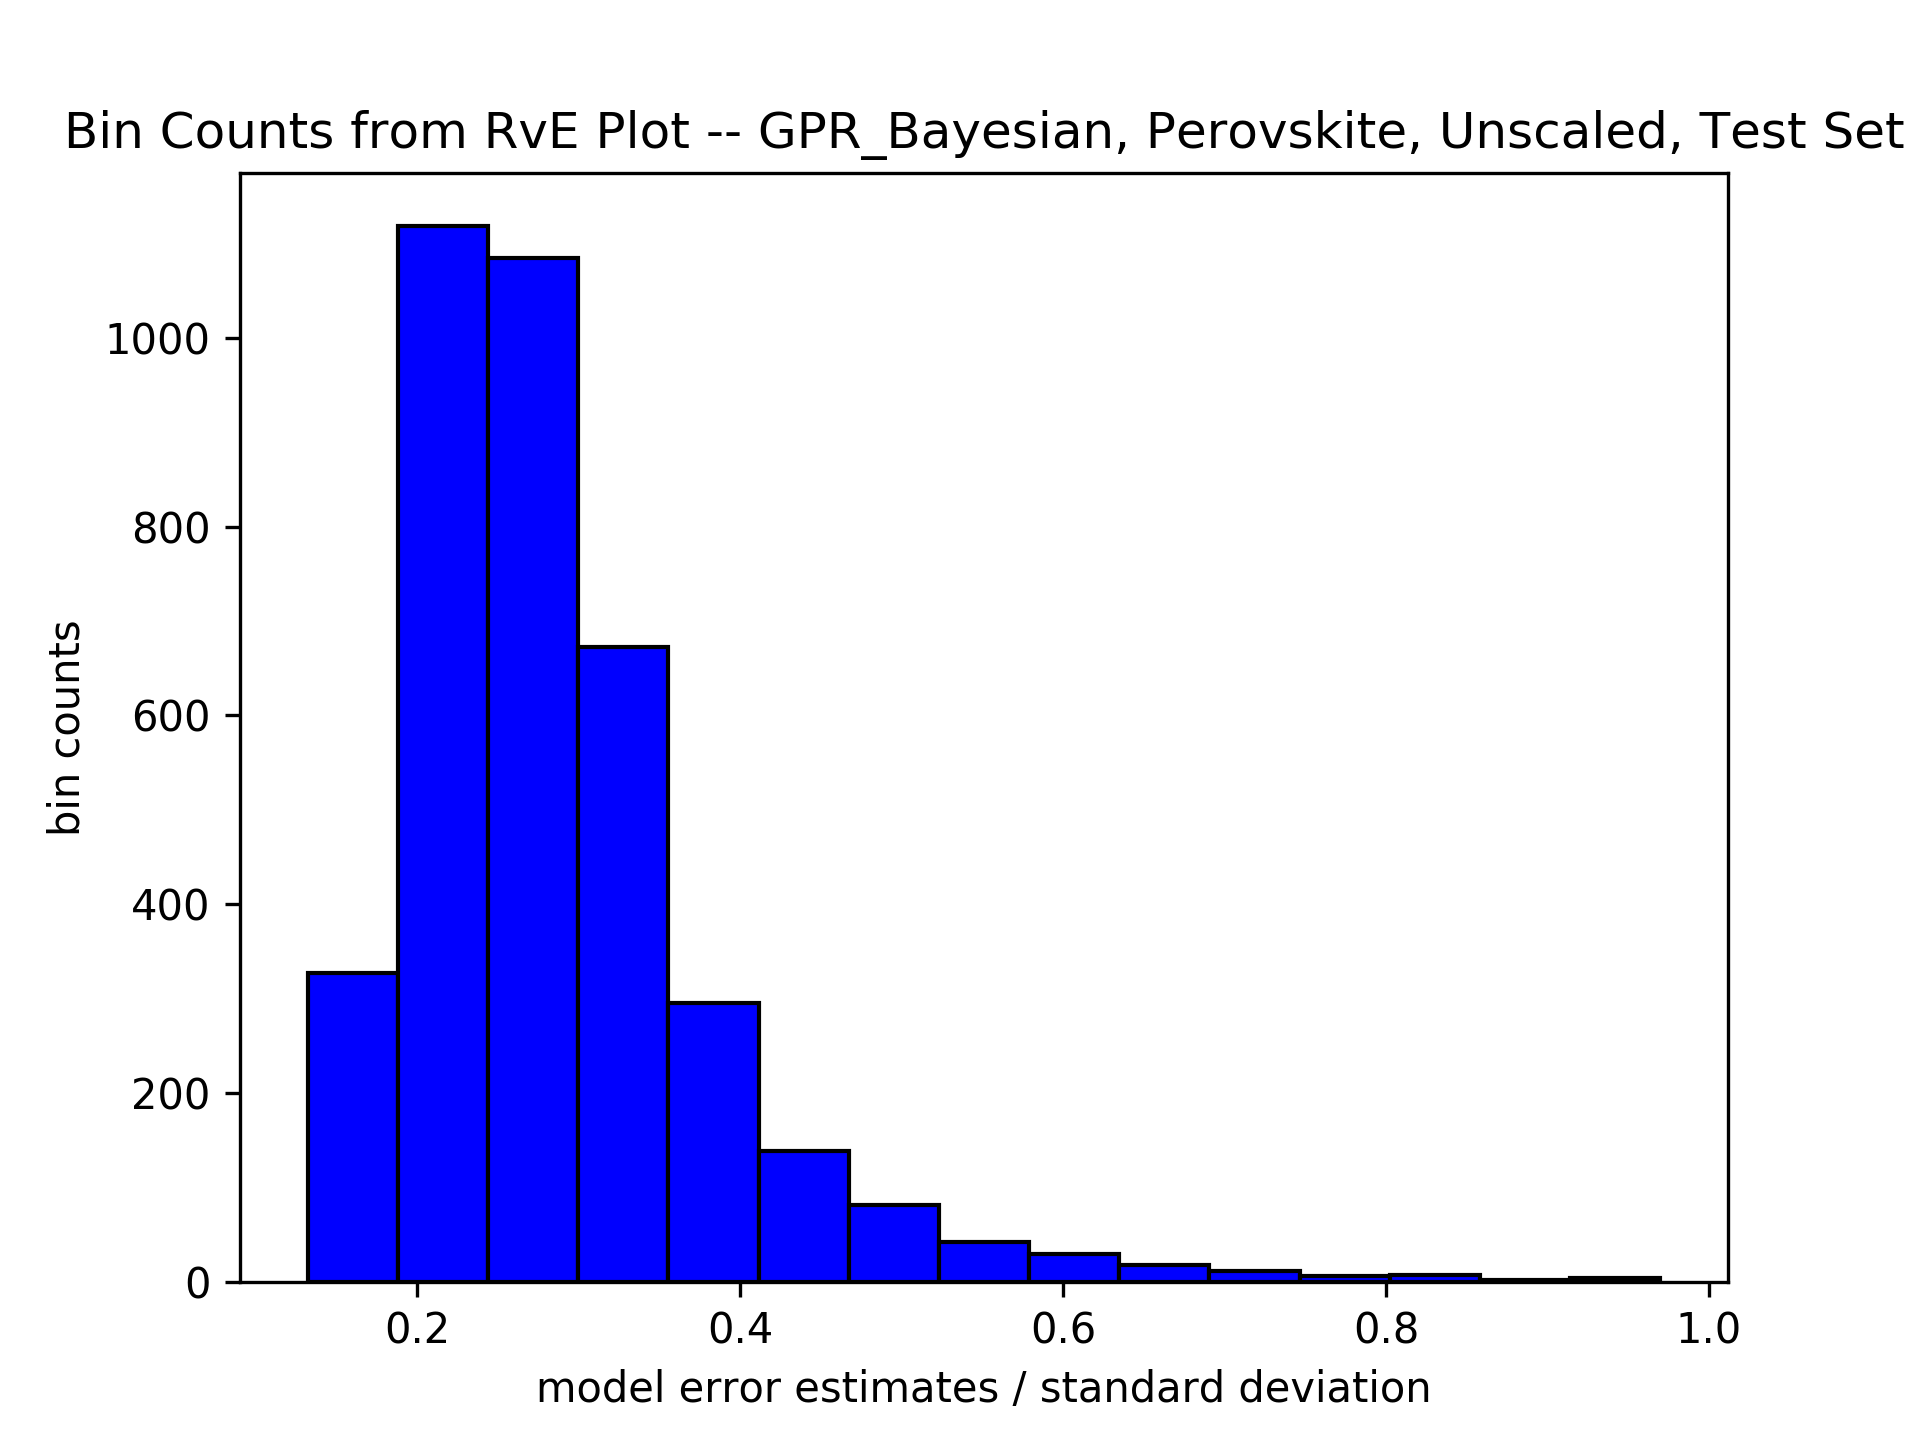 Bin Counts from RvE Plot -- GPR_Bayesian, Perovskite, Unscaled, Test Set
bin counts
1000
800
600
400
200
0
0.2 0.4 0.6 0.8 1.0
model error estimates / standard deviation